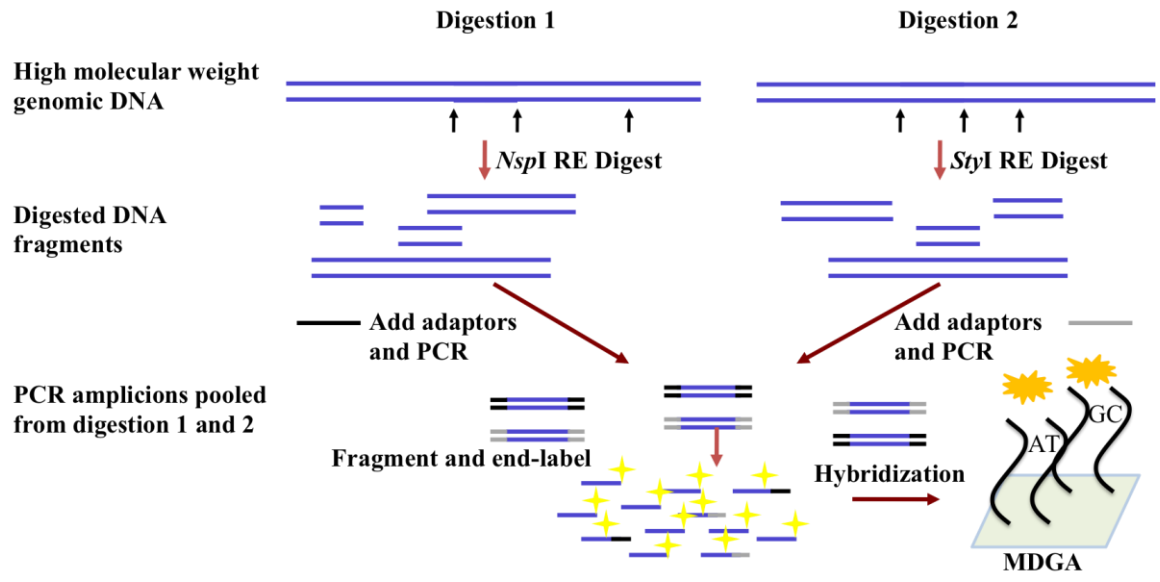 Digestion 1
Digestion 2
High molecular weight
genomic DNA
NspI RE Digest
StyI RE Digest
Digested DNA
fragments
Add adaptors
and PCR
Add adaptors
and PCR
PCR amplicions pooled
from digestion 1 and 2
Fragment and end-label
Hybridization
AT
GC
MDGA